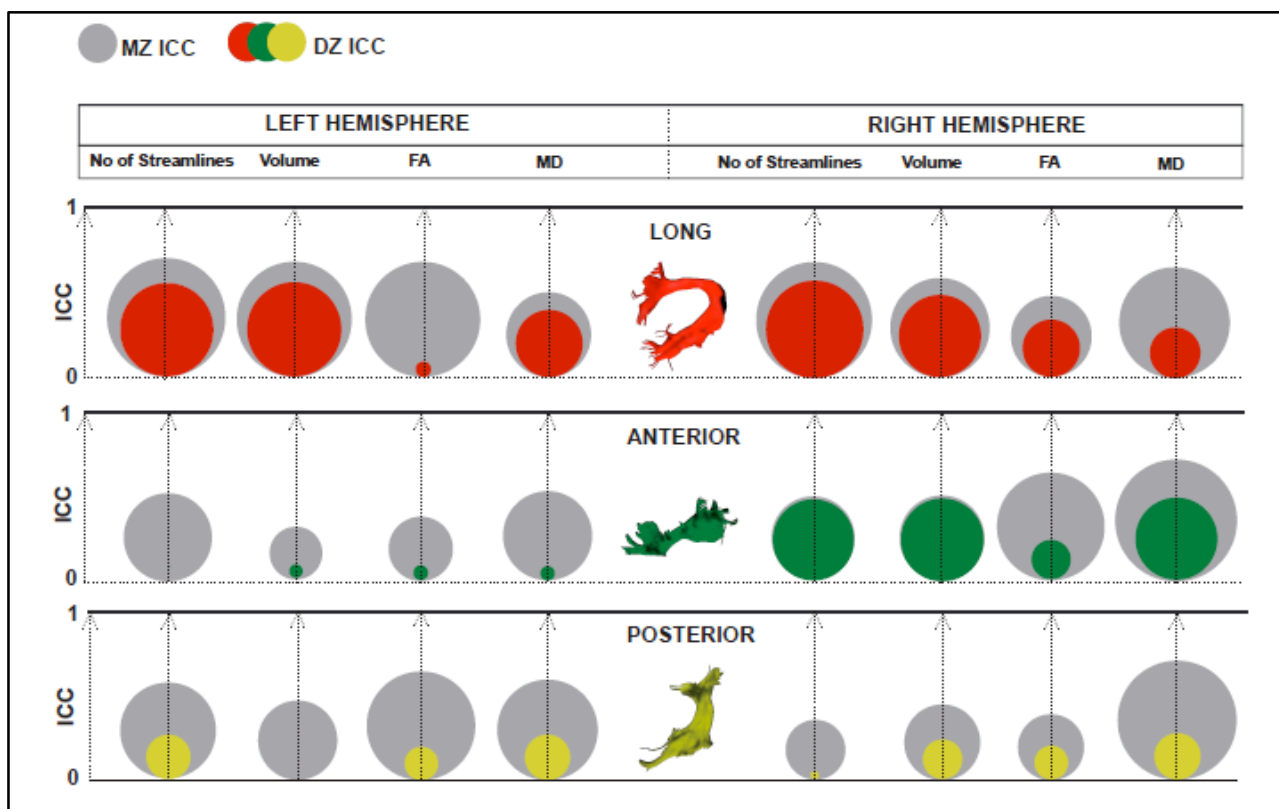 MZ ICC DZ ICC
LEFT HEMISPHERE RIGHT HEMISPHERE
No of Streamlines Volume FA MD No of Streamlines Volume FA MD
1
LONG
ICC
0
1
ANTERIOR
ICC
0
1
POSTERIOR
ICC
0